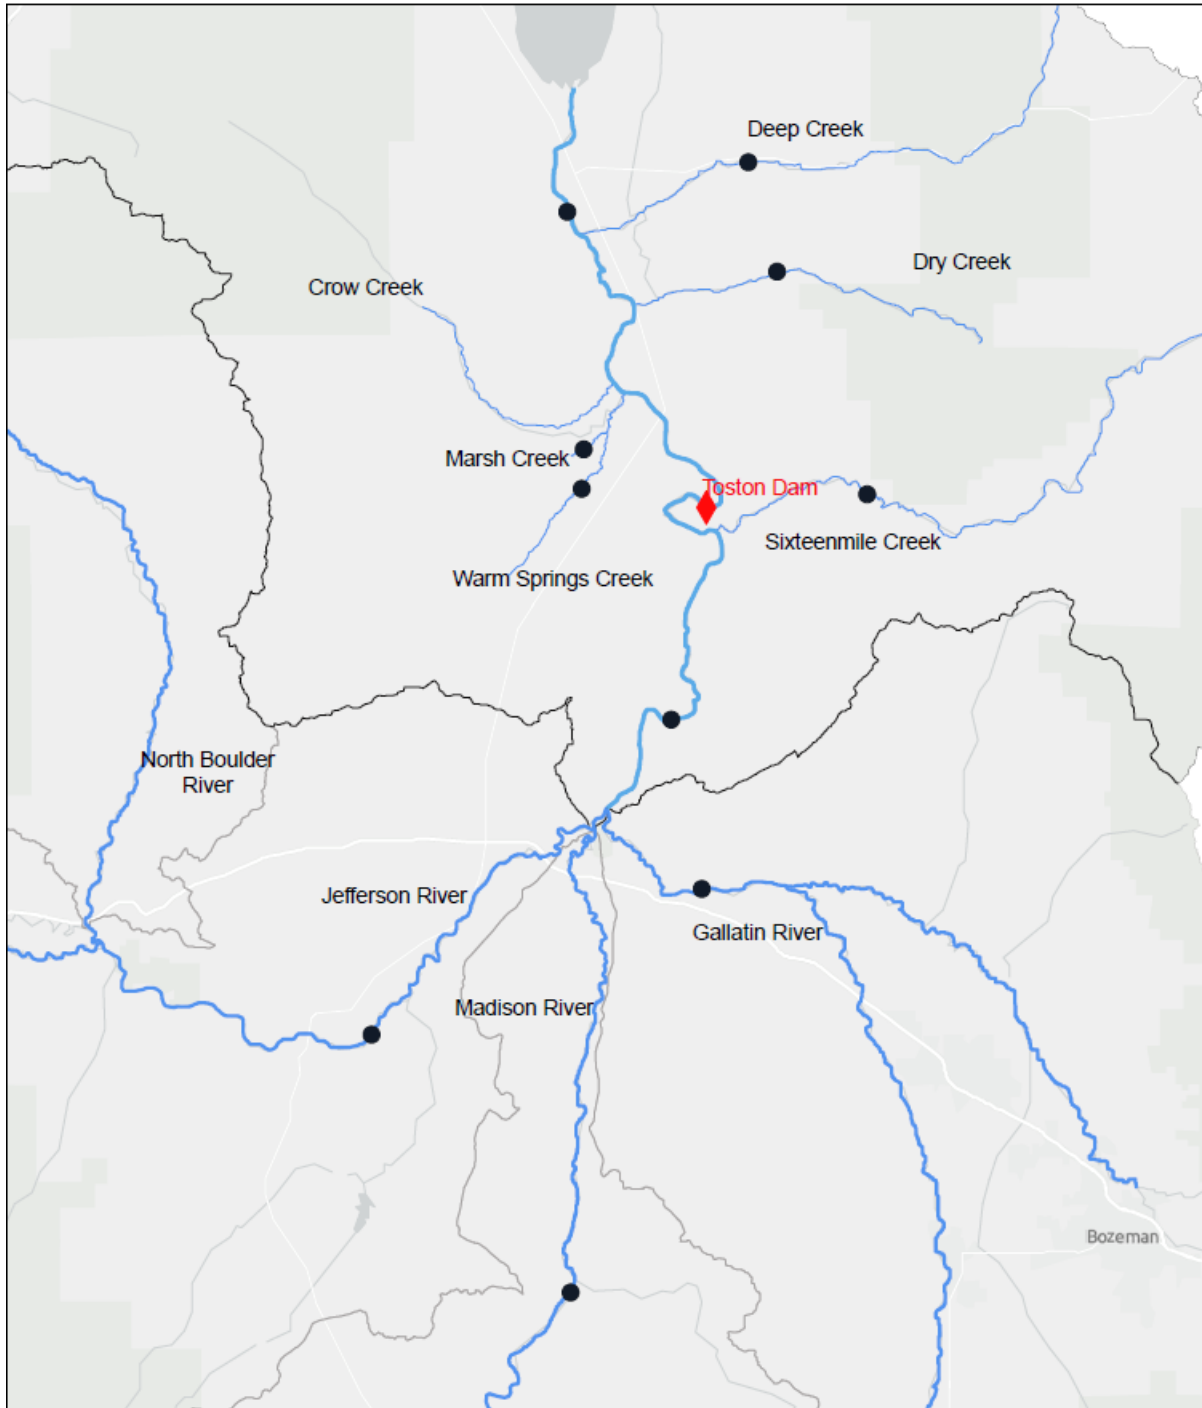 Deep Creek
Dry Creek
Crow Creek
Marsh Creek
Toston Dam
Sixteenmile Creek
Warm Springs Creek
North Boulder
River
Jefferson River
Gallatin River
Madison River
Bozeman